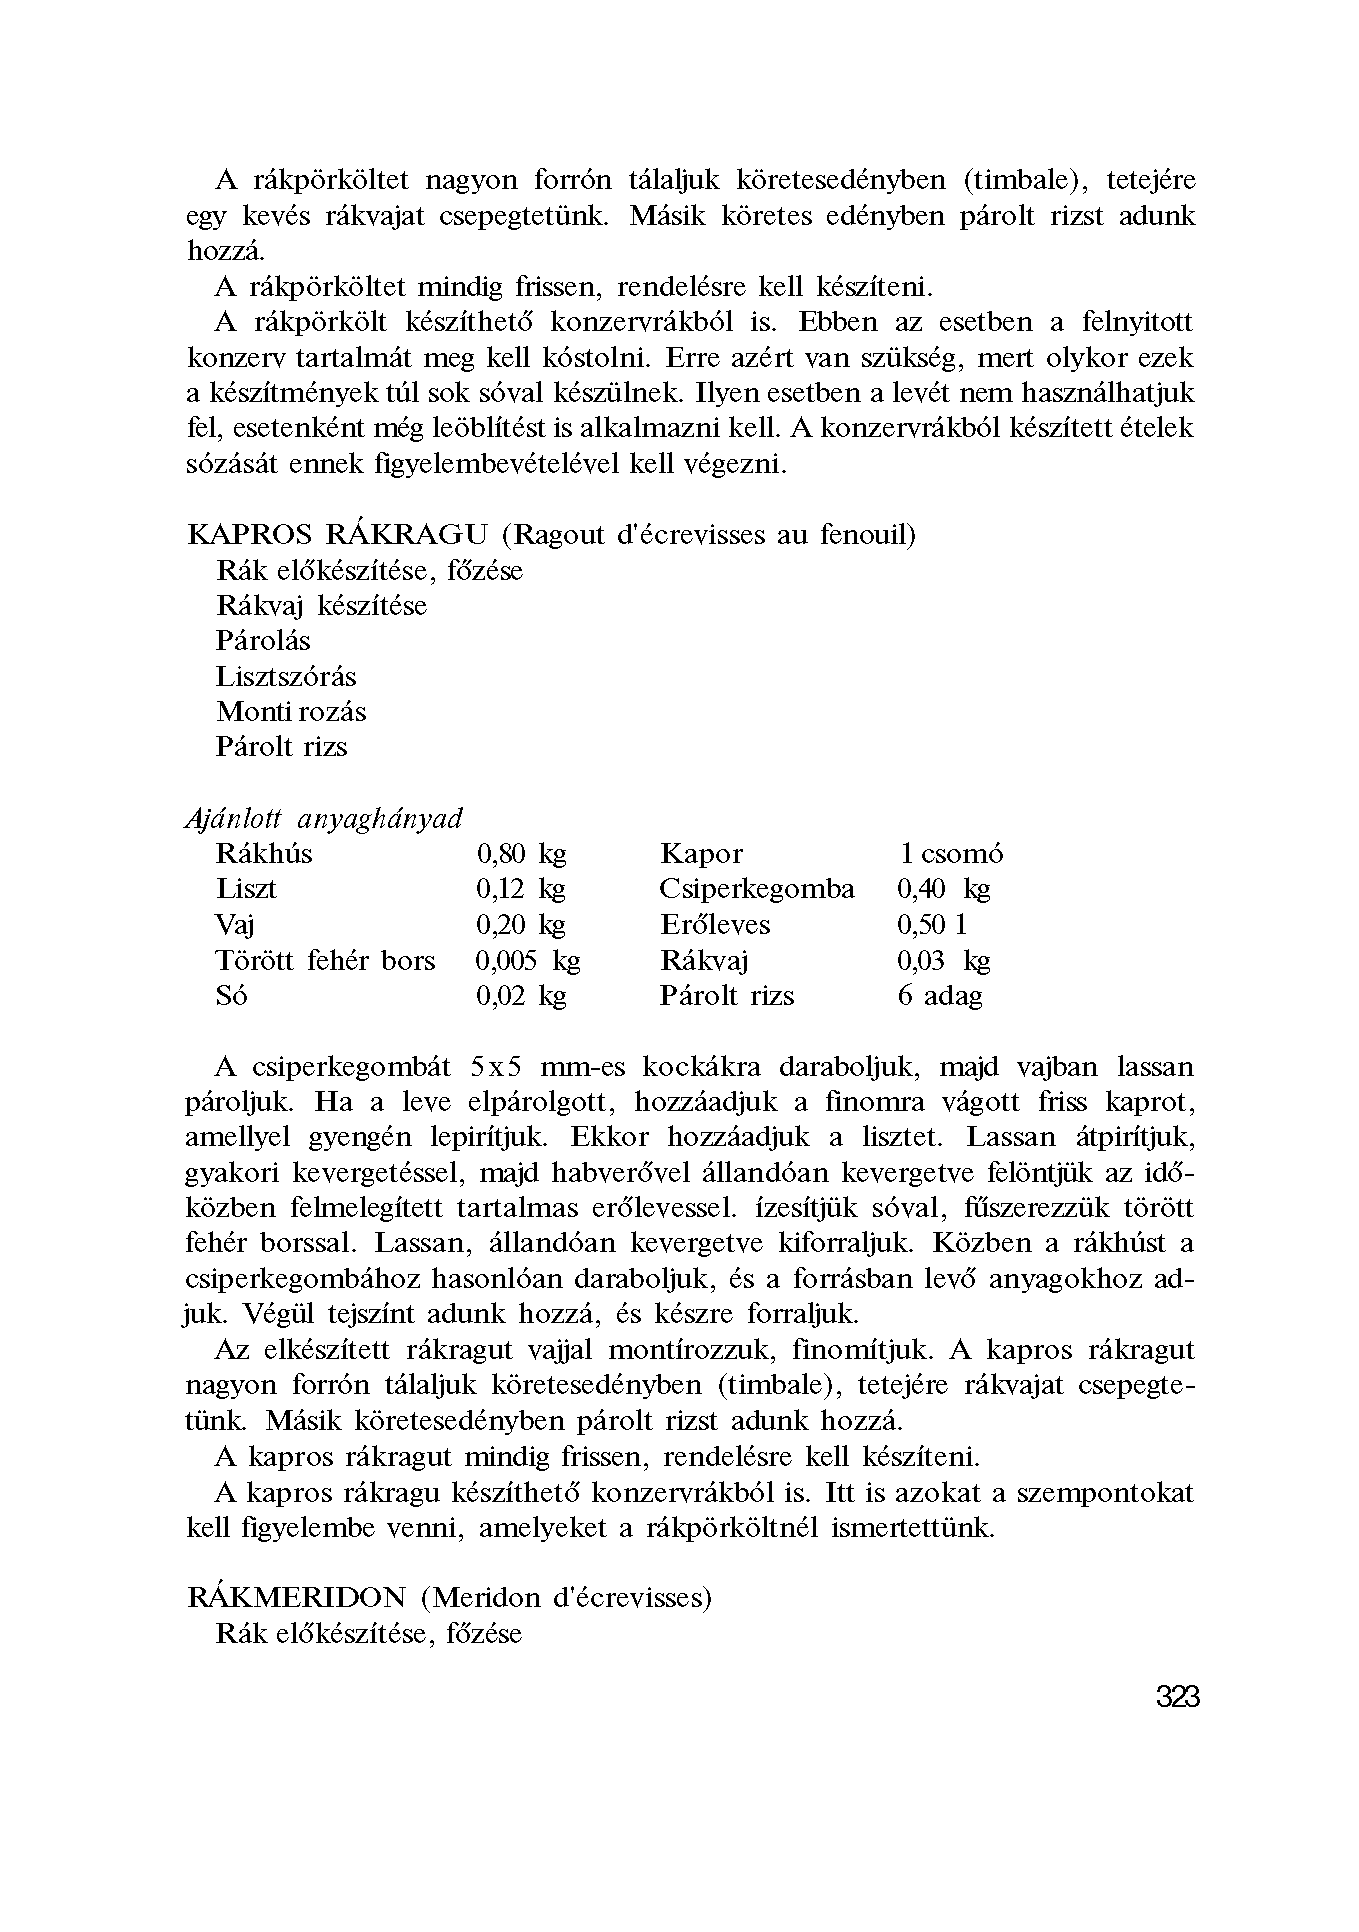 A rákpörköltet nagyon forrón tálaljuk köretesedényben (timbale), tetejére
egy kevés rákvajat csepegtetünk. Másik köretes edényben párolt rizst adunk
hozzá.
A rákpörköltet mindig frissen, rendelésre kell készíteni.
A rákpörkölt készíthető konzervrákból is. Ebben az esetben a felnyitott
konzerv tartalmát meg kell kóstolni. Erre azért van szükség, mert olykor ezek
a készítmények túl sok sóval készülnek. Ilyen esetben a levét nem használhatjuk
fel, esetenként még leöblítést is alkalmazni kell. A konzervrákból készített ételek
sózását ennek figyelembevételével kell végezni.
KAPROS RÁKRAGU (Ragout d'écrevisses au fenouil)
Rák előkészítése, főzése
Rákvaj készítése
Párolás
Lisztszórás
Monti rozás
Párolt rizs
Ajánlott anyaghányad
Rákhús 0,80 kg Kapor 1 csomó
Liszt 0,12 kg Csiperkegomba 0,40 kg
Vaj 0,20 kg Erőleves 0,50 1
Törött fehér bors 0,005 kg Rákvaj 0,03 kg
Só 0,02 kg Párolt rizs 6 adag
A csiperkegombát 5x5 mm-es kockákra daraboljuk, majd vajban lassan
pároljuk. Ha a leve elpárolgott, hozzáadjuk a finomra vágott friss kaprot,
amellyel gyengén lepirítjuk. Ekkor hozzáadjuk a lisztet. Lassan átpirítjuk,
gyakori kevergetéssel, majd habverővel állandóan kevergetve felöntjük az idő-
közben felmelegített tartalmas erőlevessel. ízesítjük sóval, fűszerezzük törött
fehér borssal. Lassan, állandóan kevergetve kiforraljuk. Közben a rákhúst a
csiperkegombához hasonlóan daraboljuk, és a forrásban levő anyagokhoz ad-
juk. Végül tejszínt adunk hozzá, és készre forraljuk.
Az elkészített rákragut vajjal montírozzuk, finomítjuk. A kapros rákragut
nagyon forrón tálaljuk köretesedényben (timbale), tetejére rákvajat csepegte-
tünk. Másik köretesedényben párolt rizst adunk hozzá.
A kapros rákragut mindig frissen, rendelésre kell készíteni.
A kapros rákragu készíthető konzervrákból is. Itt is azokat a szempontokat
kell figyelembe venni, amelyeket a rákpörköltnél ismertettünk.
RÁKMERIDON (Meridon d'écrevisses)
Rák előkészítése, főzése
323